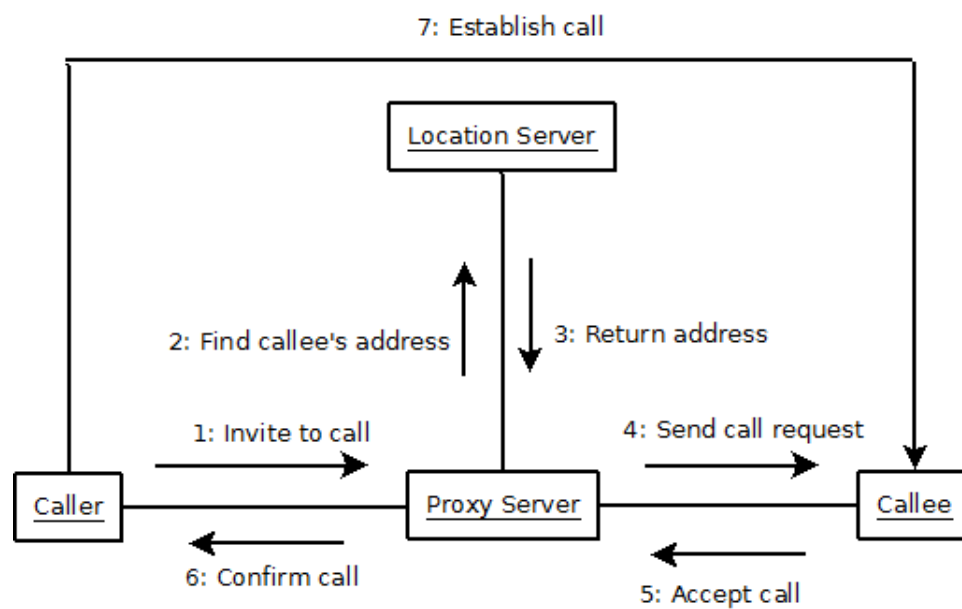 7: Establish call
Location Server
2: Find callee's address
3: Return address
1: Invite to call
4: Send call request
Caller
Proxy Server
Callee
6: Confirm call
5: Accept call